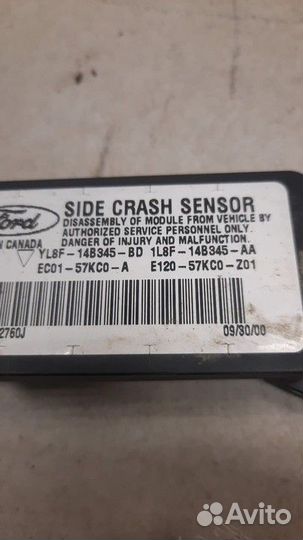 Ford
SIDE CRASH SENSOR
DISASSEMBLY OF MODULE FROM VEHICLE BY
AUTHORIZED SERVICE PERSONNEL ONLY.
DANGER OF INJURY AND MALFUNCTION.
N CANADA
YL8F-14B345-BD 1L8F-14B345-AA
EC01-57KC0-A E120-57KC0-Z01
2760J
09/30/00
Avito